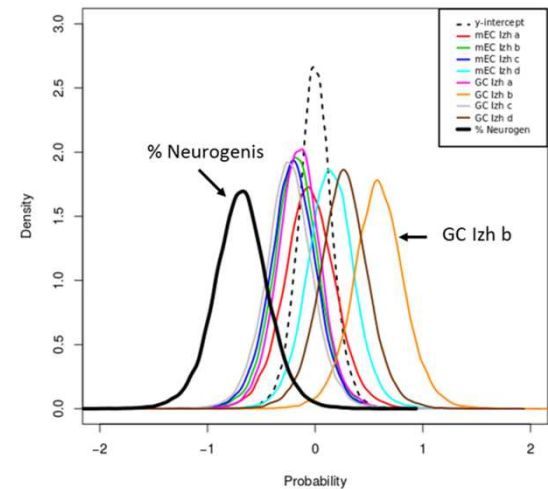 y-intercept
mEC Izh a
mEC Izh b
mEC Izh c
mEC Izh d
GC Izh a
GC Izh b
GC Izh c
GC Izh d
% Neurogen
% Neurogenis
GC Izh b
Density
3.0
2.5
2.0
1.5
1.0
0.5
0.0
−2 −1 0 1 2
Probability